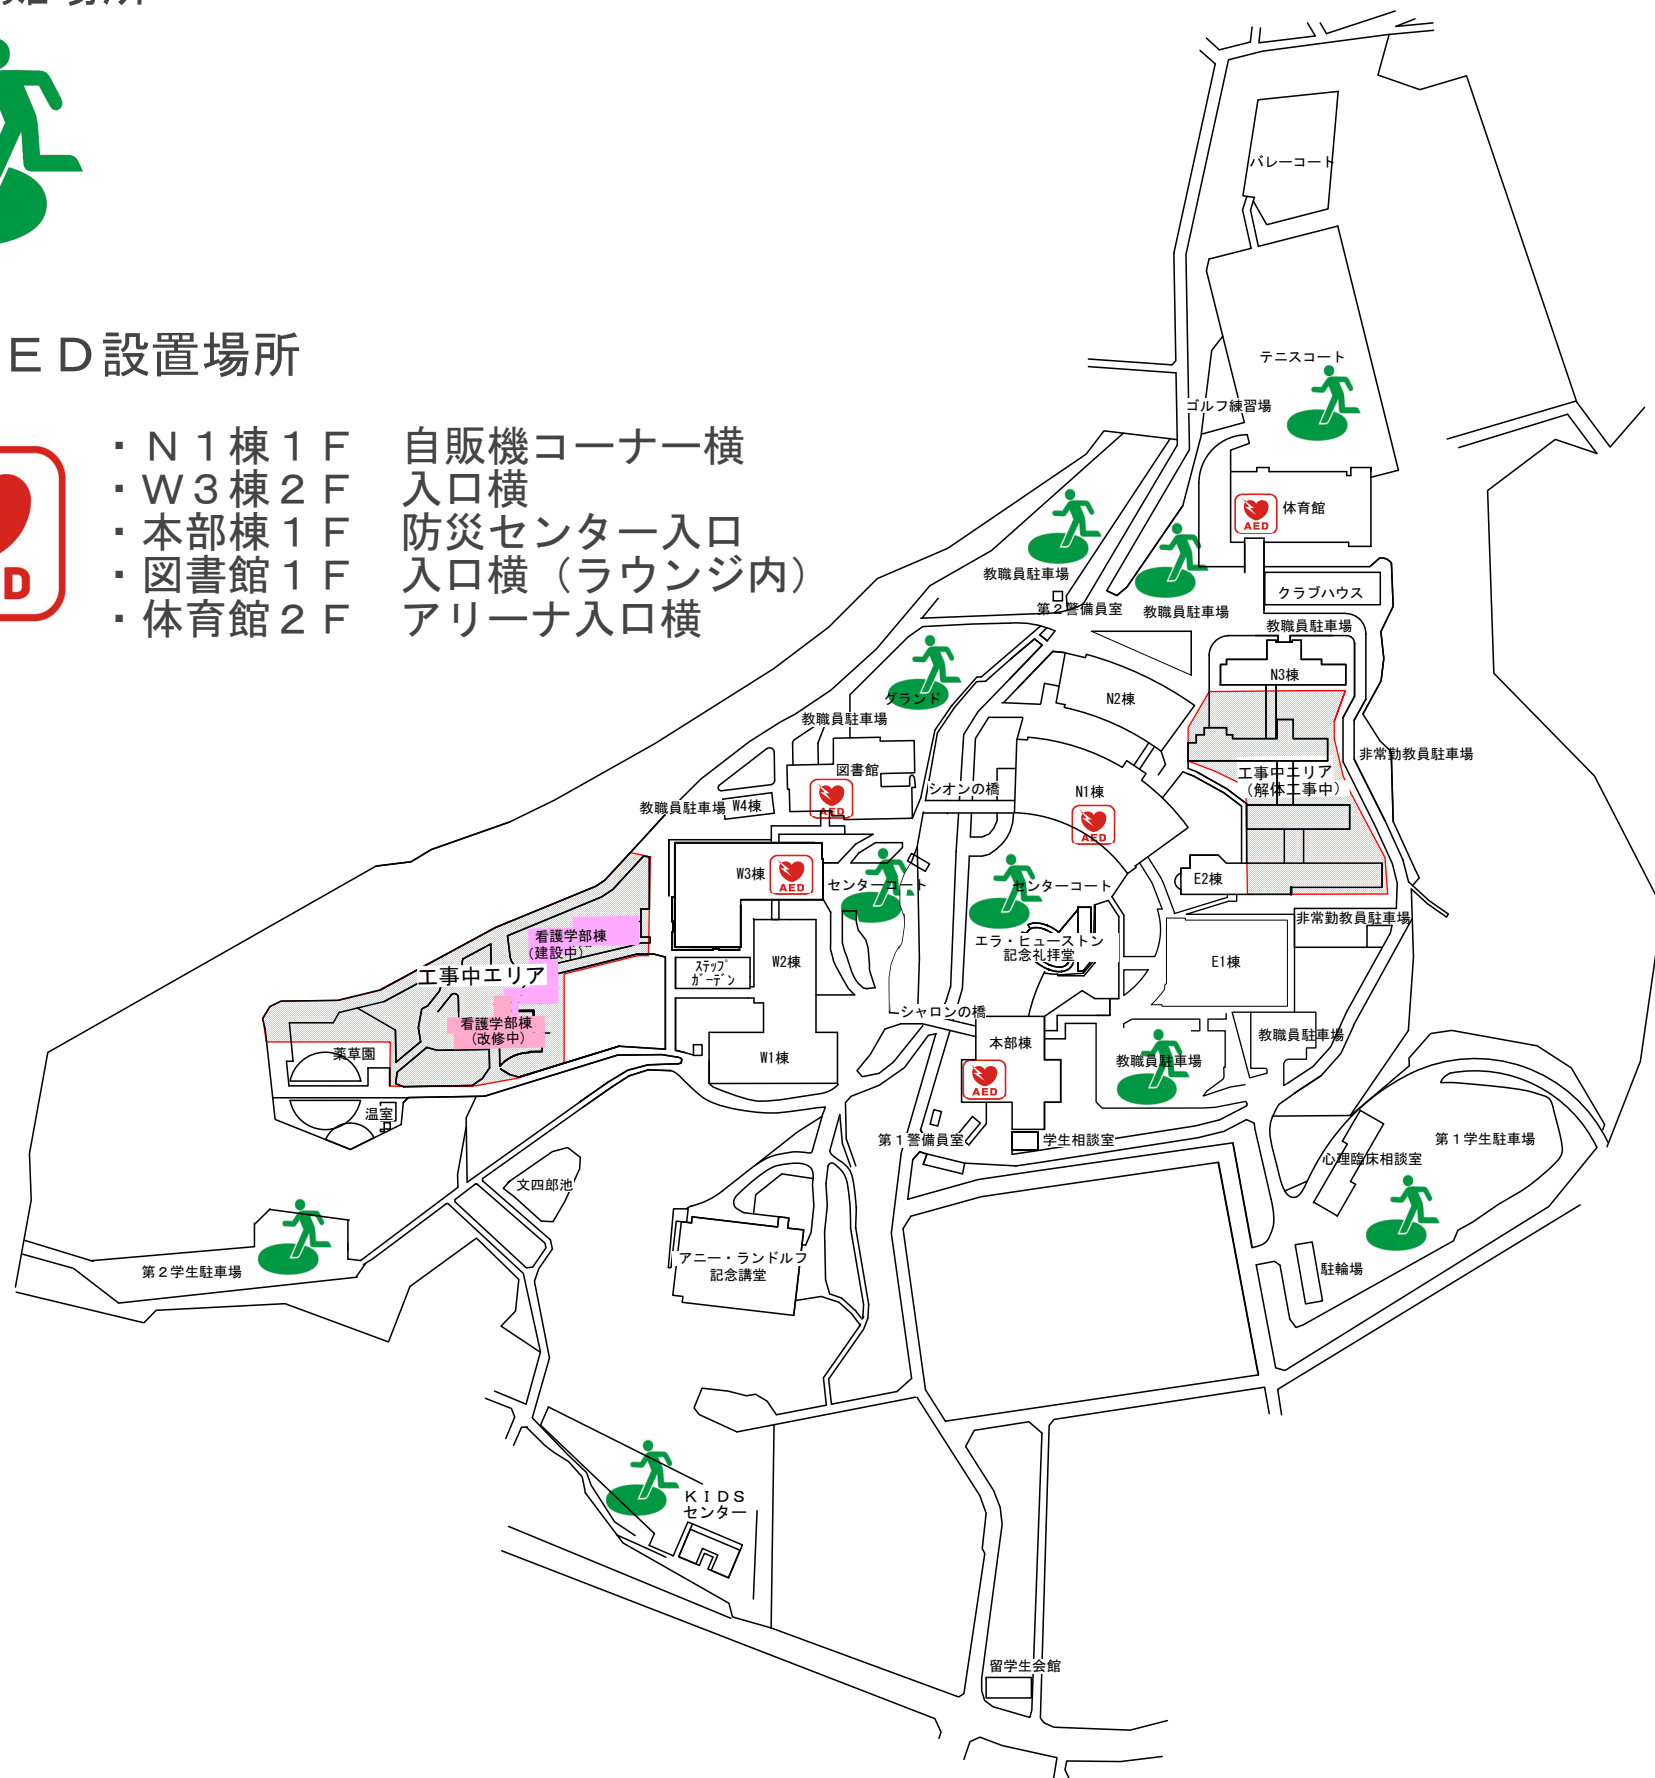 場所
ED設置場所
・N1棟1F 自販機コーナー横
・W3棟2F 入口横
・本部棟1F 防災センター入口
・図書館1F 入口横（ラウンジ内）
・体育館2F アリーナ入口横
D
バレーコート
テニスコート
ゴルフ練習場
AED
体育館
教職員駐車場
第2警備員室
教職員駐車場
クラブハウス
教職員駐車場
N3棟
グランド
N2棟
教職員駐車場
非常勤教員駐車場
図書館
工事中エリア
（解体工事中）
シオンの橋
N1棟
教職員駐車場
W4棟
AED
AED
W3棟
AED
センターコート
センターコート
E2棟
非常勤教員駐車場
看護学部棟
（建設中）
エラ・ヒューストン
記念礼拝堂
E1棟
W2棟
工事中エリア
ステップ
ガーデン
シャロンの橋
看護学部棟
（改修中）
教職員駐車場
本部棟
薬草園
W1棟
教職員駐車場
AED
温室
第1警備員室
学生相談室
第1学生駐車場
心理臨床相談室
文四郎池
アニー・ランドルフ
記念講堂
第2学生駐車場
駐輪場
KIDS
センター
留学生会館